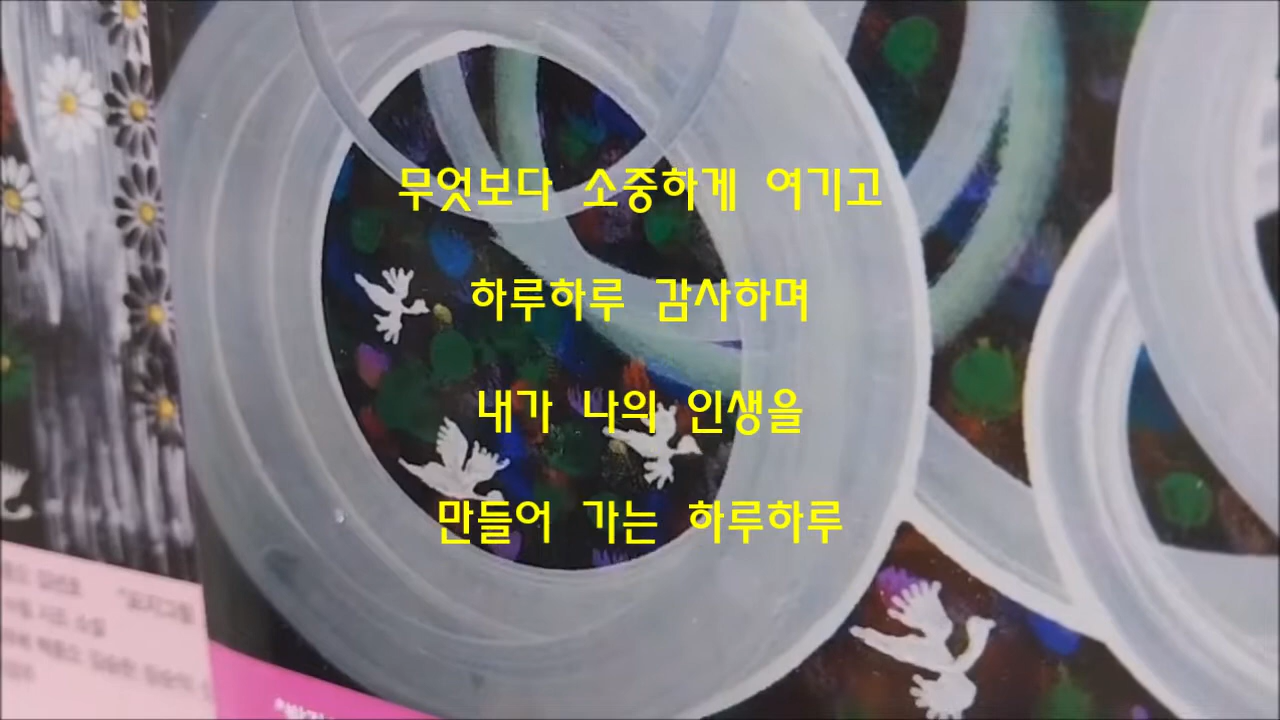 무엇보다 소중하게 여기고
하루하루 감사하며
내가 나의 인생을
만들어 가는 하루하루